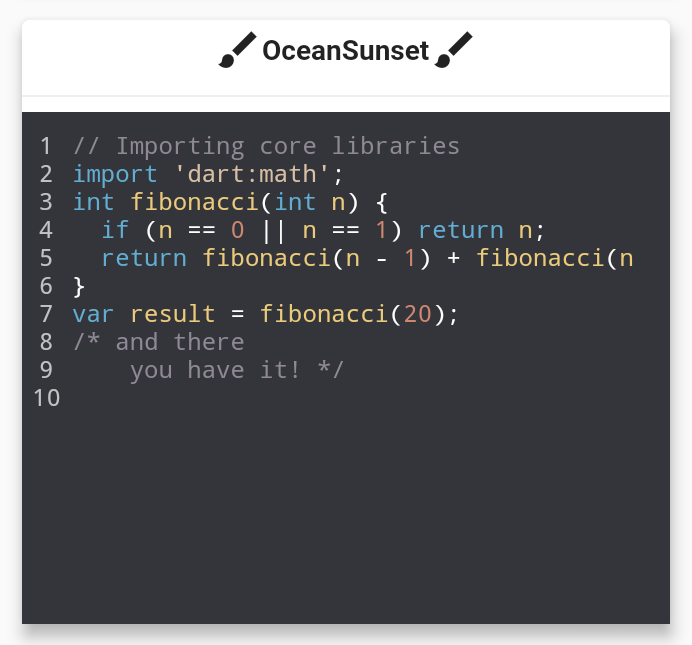 OceanSunset
1 // Importing core libraries
2 import 'dart:math';
3 int fibonacci(int n) {
4   if (n == 0 || n == 1) return n;
5   return fibonacci(n - 1) + fibonacci(n
6 }
7 var result = fibonacci(20);
8 /* and there
9     you have it! */
10